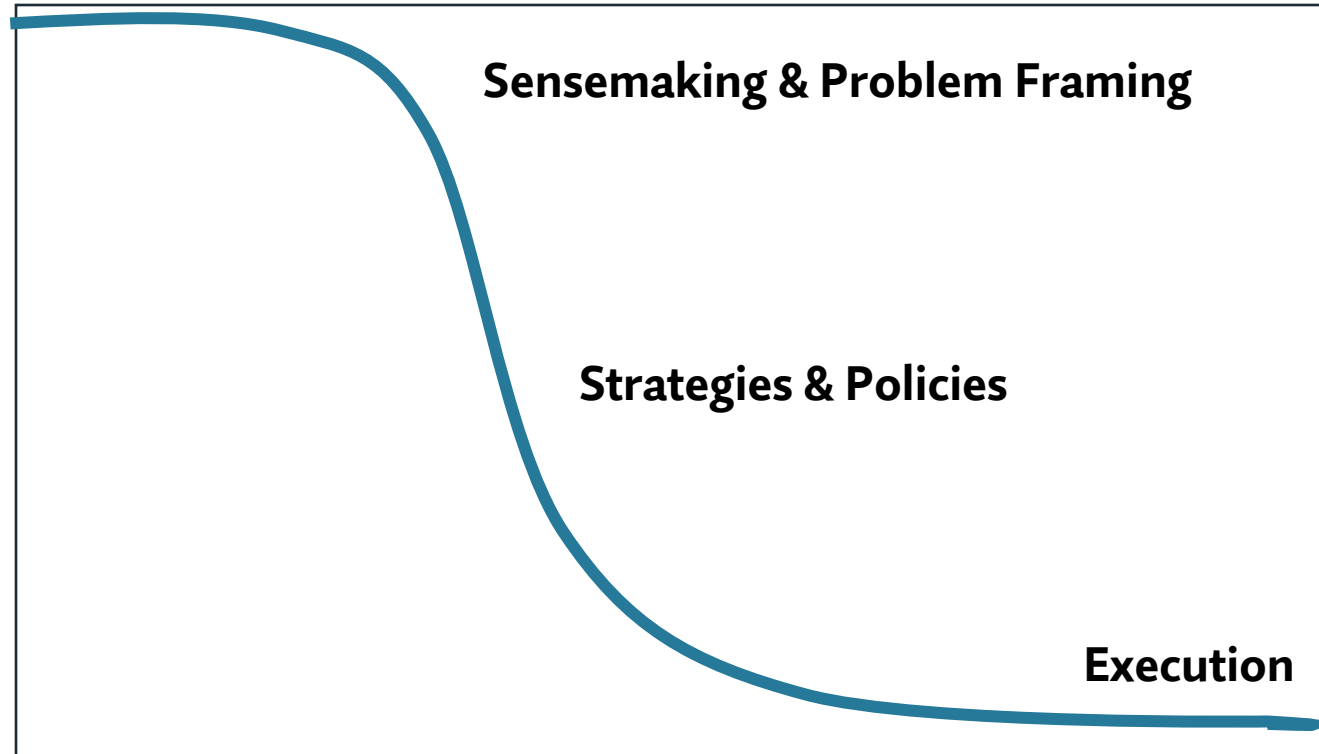 Sensemaking & Problem Framing
Strategies & Policies
Execution